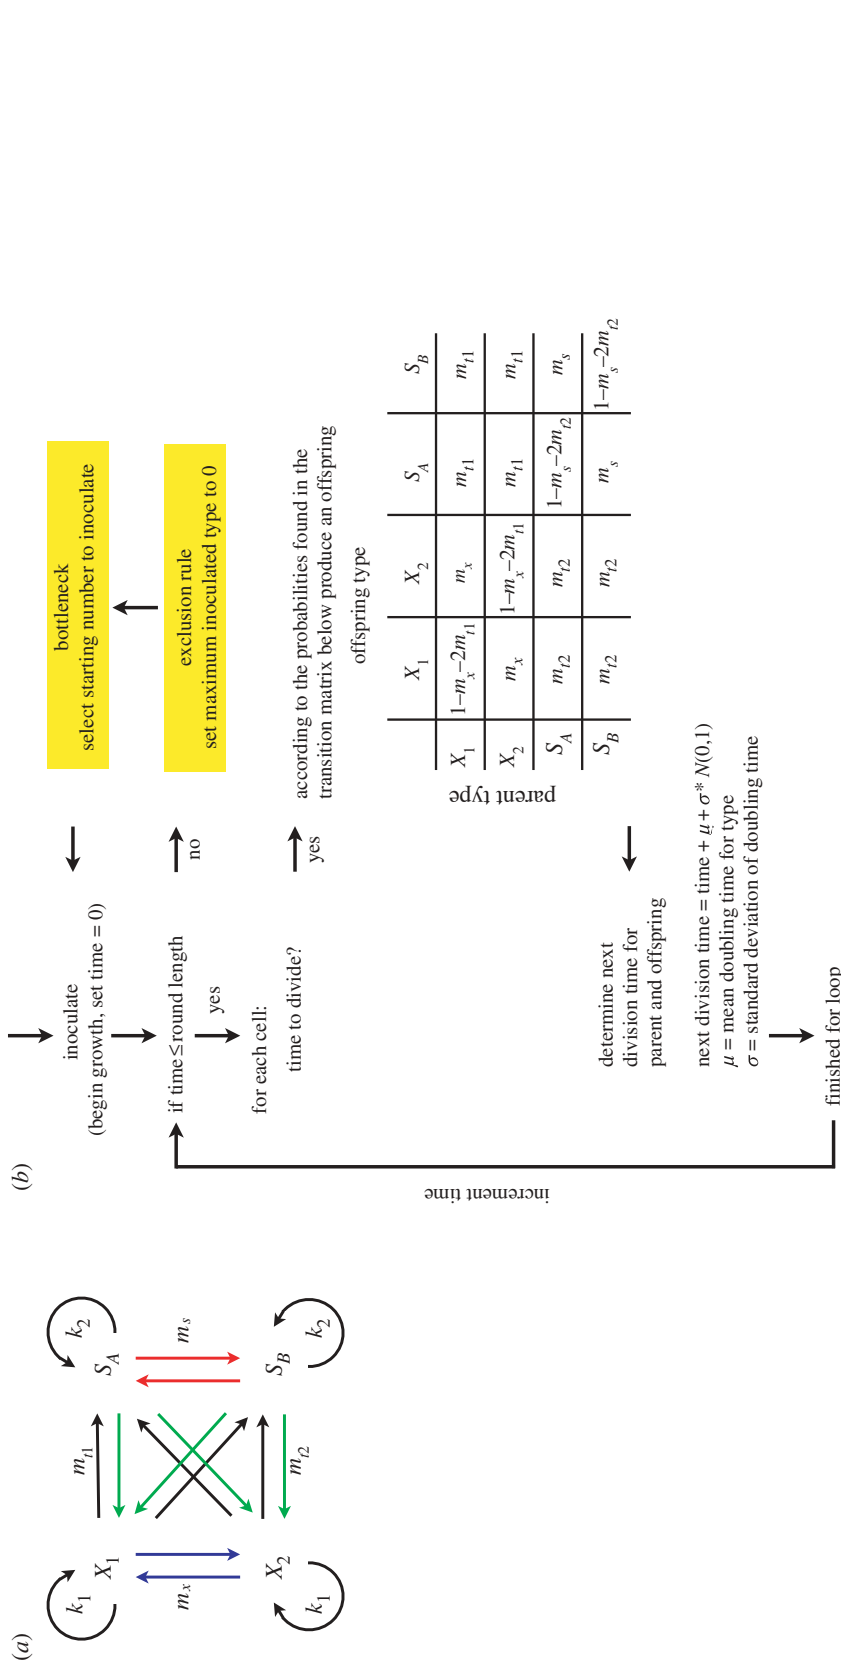 (a)
k1
k2
X1
mt1
SA
mx
ms
X2
mt2
SB
k1
k2
(b)
inoculate
(begin growth, set time = 0)
bottleneck
select starting number to inoculate
if time ≤ round length
no
exclusion rule
set maximum inoculated type to 0
yes
for each cell:
time to divide?
yes
according to the probabilities found in the
transition matrix below produce an offspring
offspring type
X1 X2 SA SB
parent type
X1 1−mx−2mt1 mx mt1 mt1
X2 mx 1−mx−2mt1 mt1 mt1
SA mt2 mt2 1−ms−2mt2 ms
SB mt2 mt2 ms 1−ms−2mt2
increment time
determine next
division time for
parent and offspring
next division time = time + μ + σ* N(0,1)
μ = mean doubling time for type
σ = standard deviation of doubling time
finished for loop